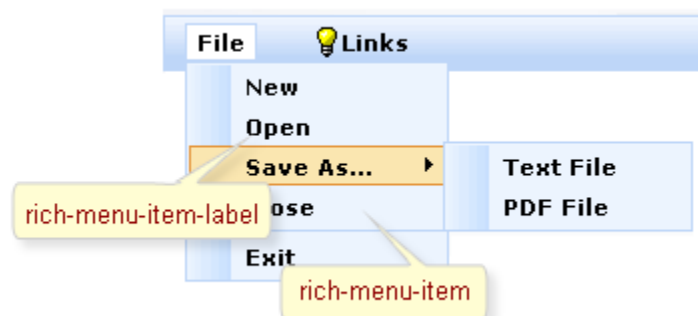 File Links
New
Open
Save As...
Text File
PDF File
rich-menu-item-label
ose
Exit
rich-menu-item